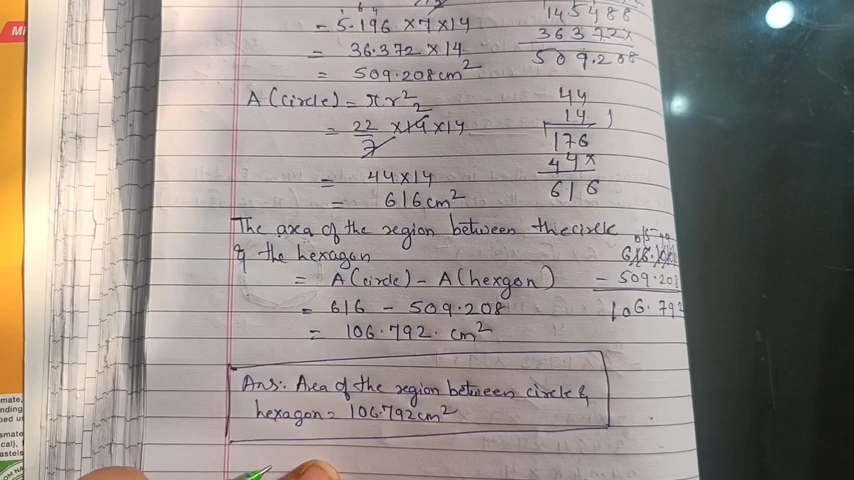 = 5.196 × 7 × 14
= 36.372 × 14
= 509.208 cm²
145488
36372×
509.208
A (circle) = πr²
= 22/7 × 14 × 14
2
= 44 × 14
= 616 cm²
44
14
176
44×
616
The area of the region between the circle
& the hexagon
= A (circle) – A (hexgon)
= 616 – 509.208
= 106.792. cm²
- 509.208
106.792
Ans:. Area of the region between circle &
hexagon = 106.792 cm²
MI
mate,